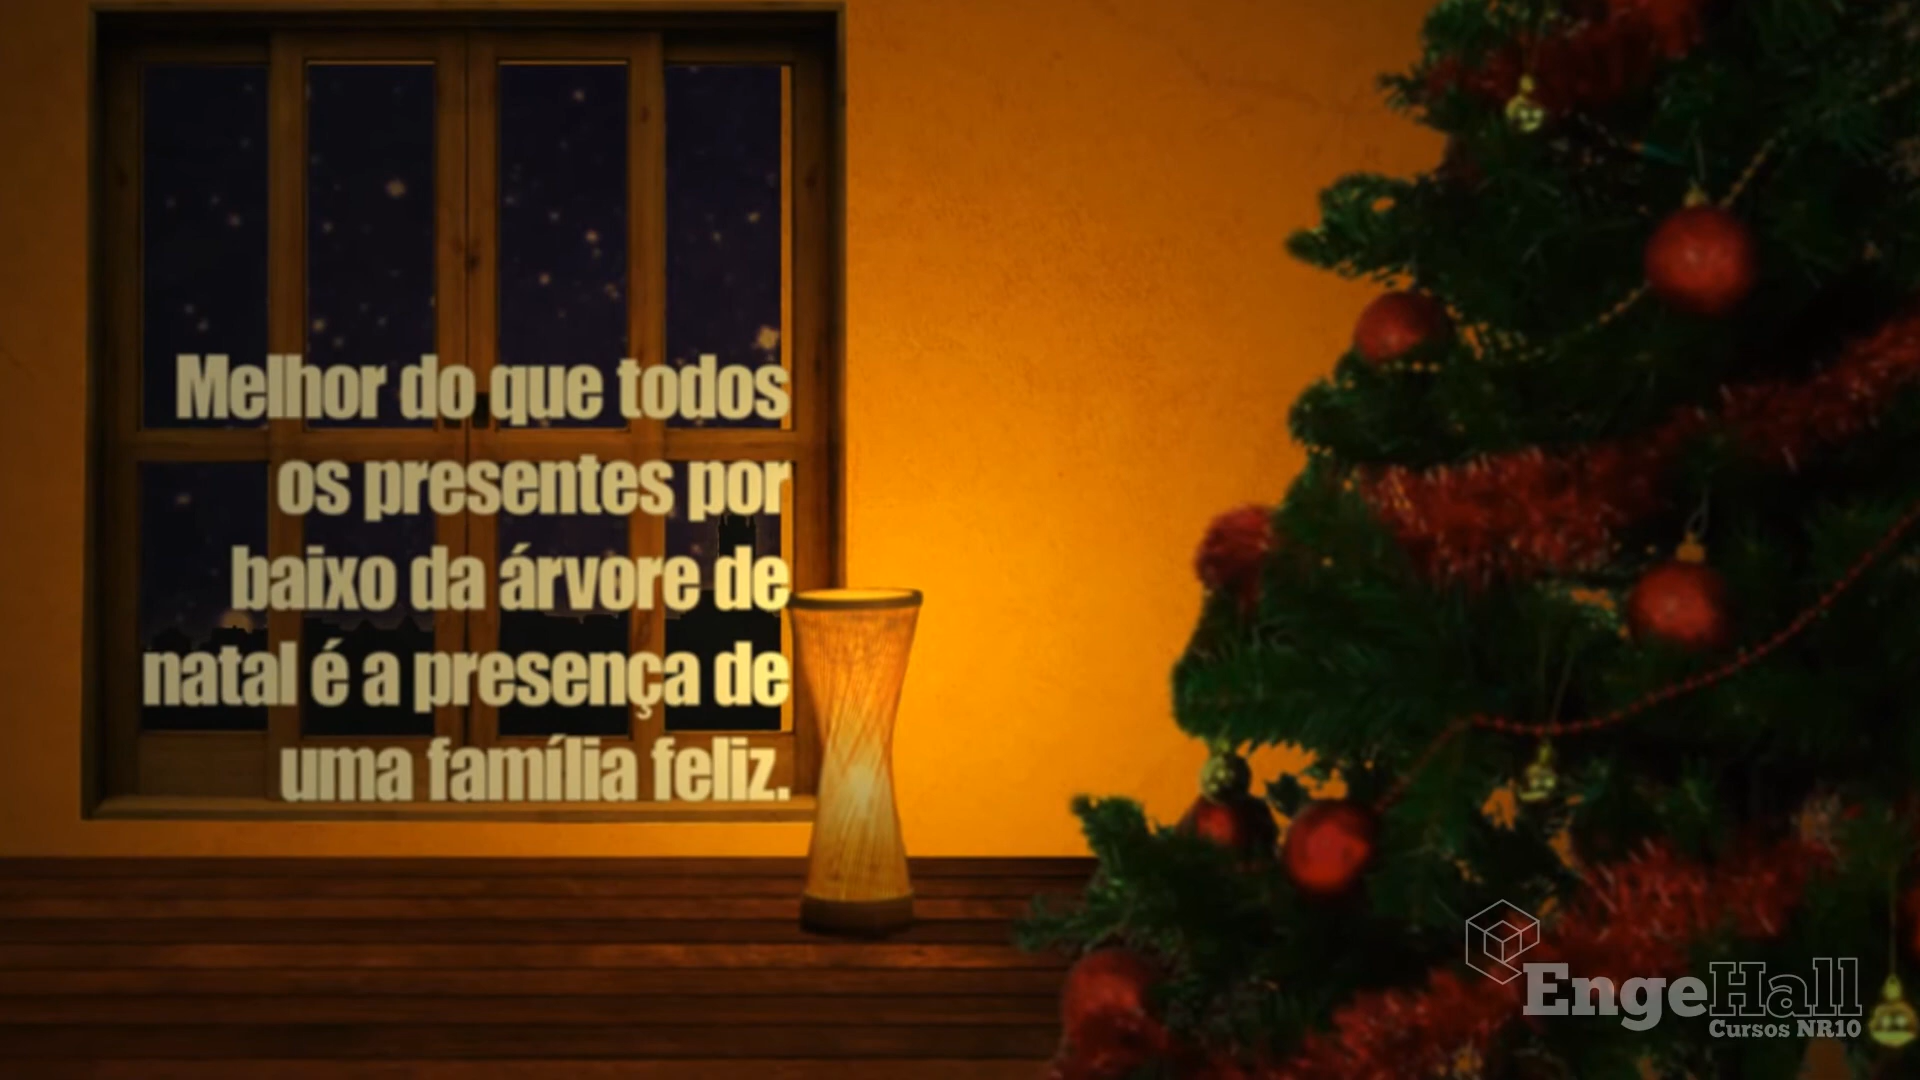 Melhor do que todos
os presentes por
baixo da árvore de
natal é a presença de
uma família feliz.
EngeHall
Cursos NR10